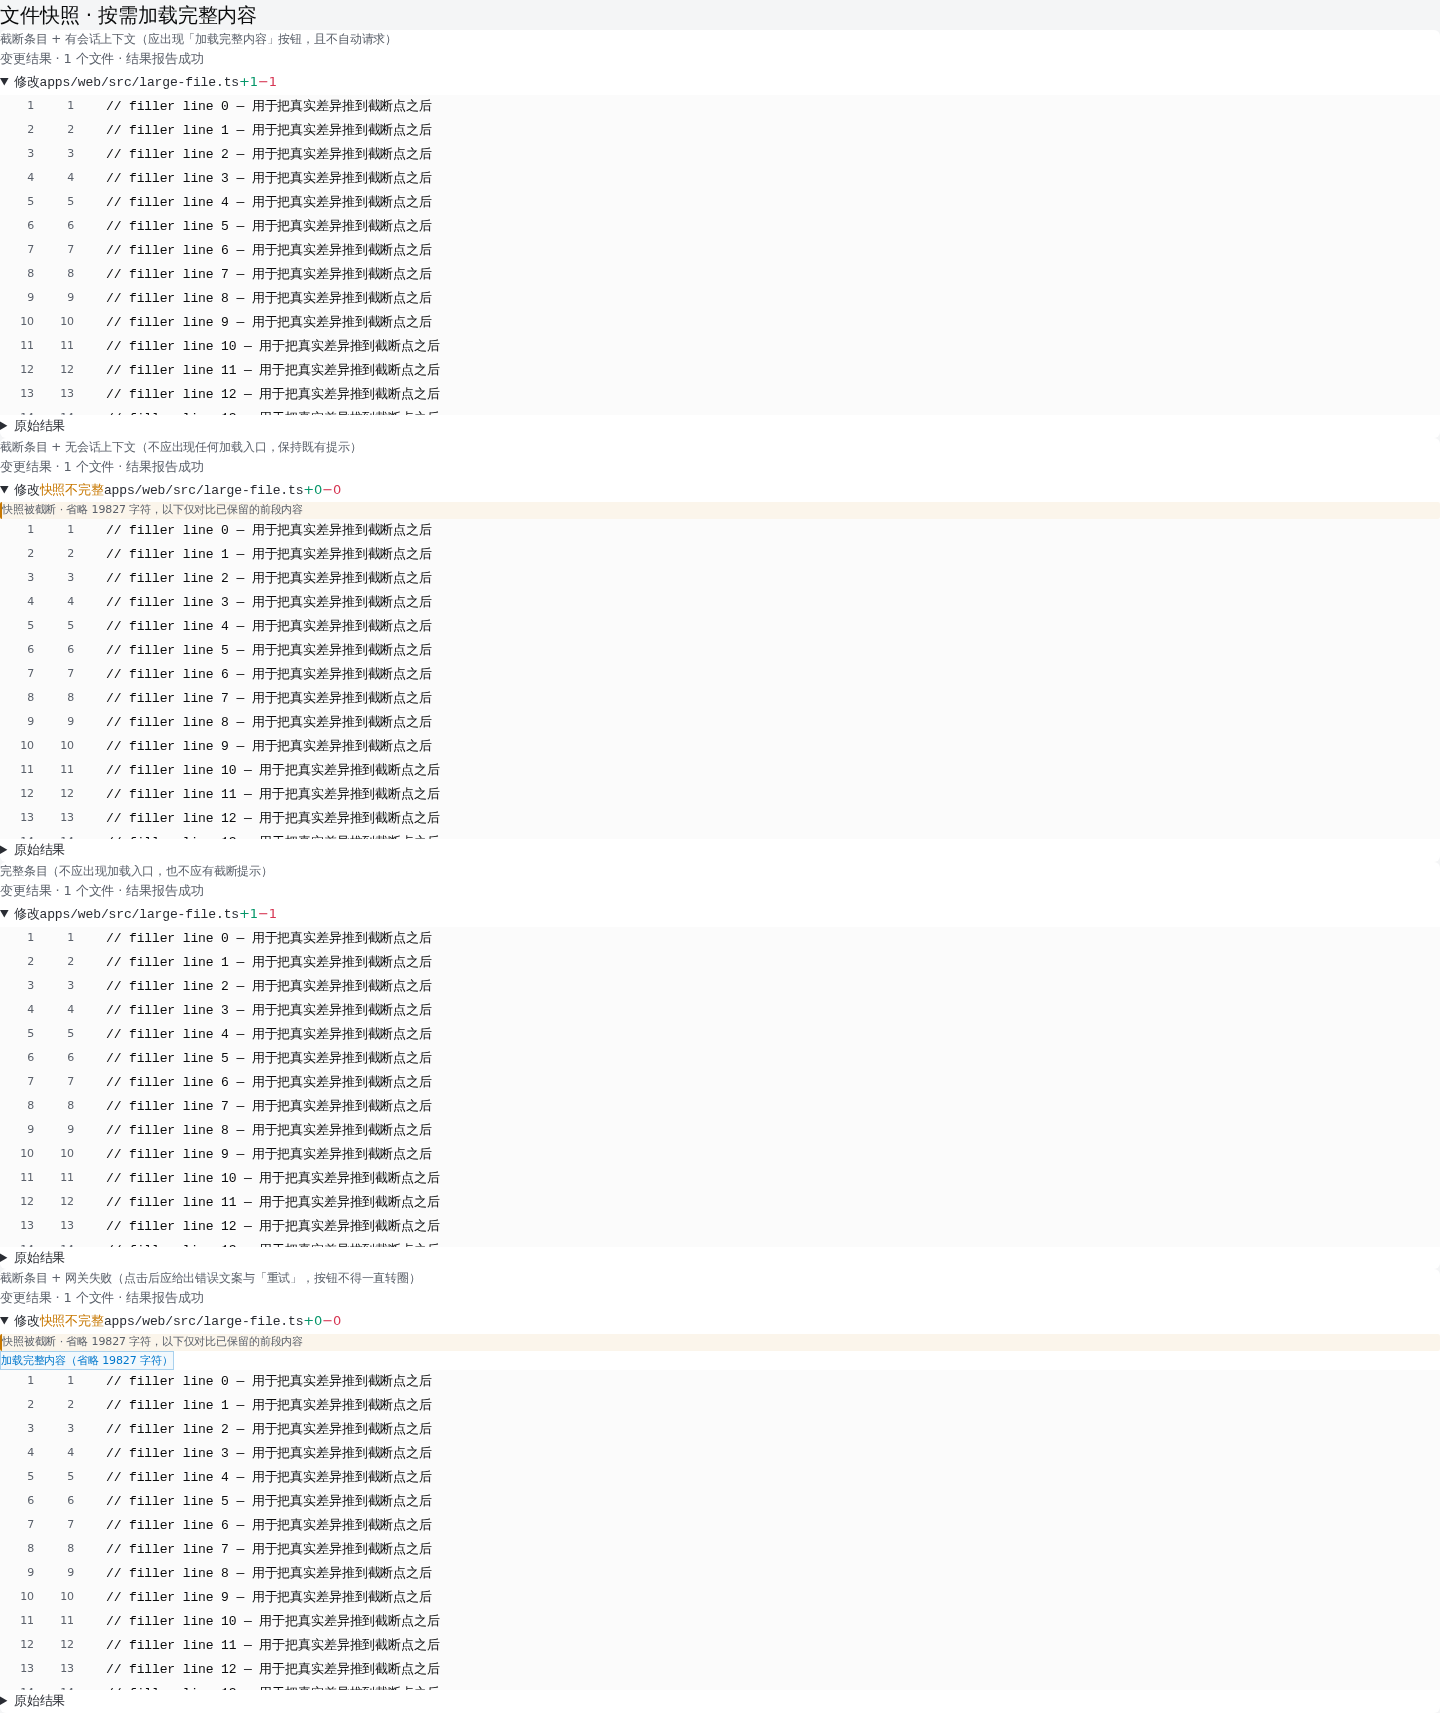 文件快照 · 按需加载完整内容
截断条目 + 有会话上下文（应出现「加载完整内容」按钮，且不自动请求）
变更结果 · 1 个文件 · 结果报告成功
▼ 修改apps/web/src/large-file.ts+1−1
1 1 // filler line 0 — 用于把真实差异推到截断点之后
2 2 // filler line 1 — 用于把真实差异推到截断点之后
3 3 // filler line 2 — 用于把真实差异推到截断点之后
4 4 // filler line 3 — 用于把真实差异推到截断点之后
5 5 // filler line 4 — 用于把真实差异推到截断点之后
6 6 // filler line 5 — 用于把真实差异推到截断点之后
7 7 // filler line 6 — 用于把真实差异推到截断点之后
8 8 // filler line 7 — 用于把真实差异推到截断点之后
9 9 // filler line 8 — 用于把真实差异推到截断点之后
10 10 // filler line 9 — 用于把真实差异推到截断点之后
11 11 // filler line 10 — 用于把真实差异推到截断点之后
12 12 // filler line 11 — 用于把真实差异推到截断点之后
13 13 // filler line 12 — 用于把真实差异推到截断点之后
▶ 原始结果
截断条目 + 无会话上下文（不应出现任何加载入口，保持既有提示）
变更结果 · 1 个文件 · 结果报告成功
▼ 修改快照不完整apps/web/src/large-file.ts+0−0
快照被截断 · 省略 19827 字符，以下仅对比已保留的前段内容
1 1 // filler line 0 — 用于把真实差异推到截断点之后
2 2 // filler line 1 — 用于把真实差异推到截断点之后
3 3 // filler line 2 — 用于把真实差异推到截断点之后
4 4 // filler line 3 — 用于把真实差异推到截断点之后
5 5 // filler line 4 — 用于把真实差异推到截断点之后
6 6 // filler line 5 — 用于把真实差异推到截断点之后
7 7 // filler line 6 — 用于把真实差异推到截断点之后
8 8 // filler line 7 — 用于把真实差异推到截断点之后
9 9 // filler line 8 — 用于把真实差异推到截断点之后
10 10 // filler line 9 — 用于把真实差异推到截断点之后
11 11 // filler line 10 — 用于把真实差异推到截断点之后
12 12 // filler line 11 — 用于把真实差异推到截断点之后
13 13 // filler line 12 — 用于把真实差异推到截断点之后
▶ 原始结果
完整条目（不应出现加载入口，也不应有截断提示）
变更结果 · 1 个文件 · 结果报告成功
▼ 修改apps/web/src/large-file.ts+1−1
1 1 // filler line 0 — 用于把真实差异推到截断点之后
2 2 // filler line 1 — 用于把真实差异推到截断点之后
3 3 // filler line 2 — 用于把真实差异推到截断点之后
4 4 // filler line 3 — 用于把真实差异推到截断点之后
5 5 // filler line 4 — 用于把真实差异推到截断点之后
6 6 // filler line 5 — 用于把真实差异推到截断点之后
7 7 // filler line 6 — 用于把真实差异推到截断点之后
8 8 // filler line 7 — 用于把真实差异推到截断点之后
9 9 // filler line 8 — 用于把真实差异推到截断点之后
10 10 // filler line 9 — 用于把真实差异推到截断点之后
11 11 // filler line 10 — 用于把真实差异推到截断点之后
12 12 // filler line 11 — 用于把真实差异推到截断点之后
13 13 // filler line 12 — 用于把真实差异推到截断点之后
▶ 原始结果
截断条目 + 网关失败（点击后应给出错误文案与「重试」，按钮不得一直转圈）
变更结果 · 1 个文件 · 结果报告成功
▼ 修改快照不完整apps/web/src/large-file.ts+0−0
快照被截断 · 省略 19827 字符，以下仅对比已保留的前段内容
加载完整内容（省略 19827 字符）
1 1 // filler line 0 — 用于把真实差异推到截断点之后
2 2 // filler line 1 — 用于把真实差异推到截断点之后
3 3 // filler line 2 — 用于把真实差异推到截断点之后
4 4 // filler line 3 — 用于把真实差异推到截断点之后
5 5 // filler line 4 — 用于把真实差异推到截断点之后
6 6 // filler line 5 — 用于把真实差异推到截断点之后
7 7 // filler line 6 — 用于把真实差异推到截断点之后
8 8 // filler line 7 — 用于把真实差异推到截断点之后
9 9 // filler line 8 — 用于把真实差异推到截断点之后
10 10 // filler line 9 — 用于把真实差异推到截断点之后
11 11 // filler line 10 — 用于把真实差异推到截断点之后
12 12 // filler line 11 — 用于把真实差异推到截断点之后
13 13 // filler line 12 — 用于把真实差异推到截断点之后
▶ 原始结果